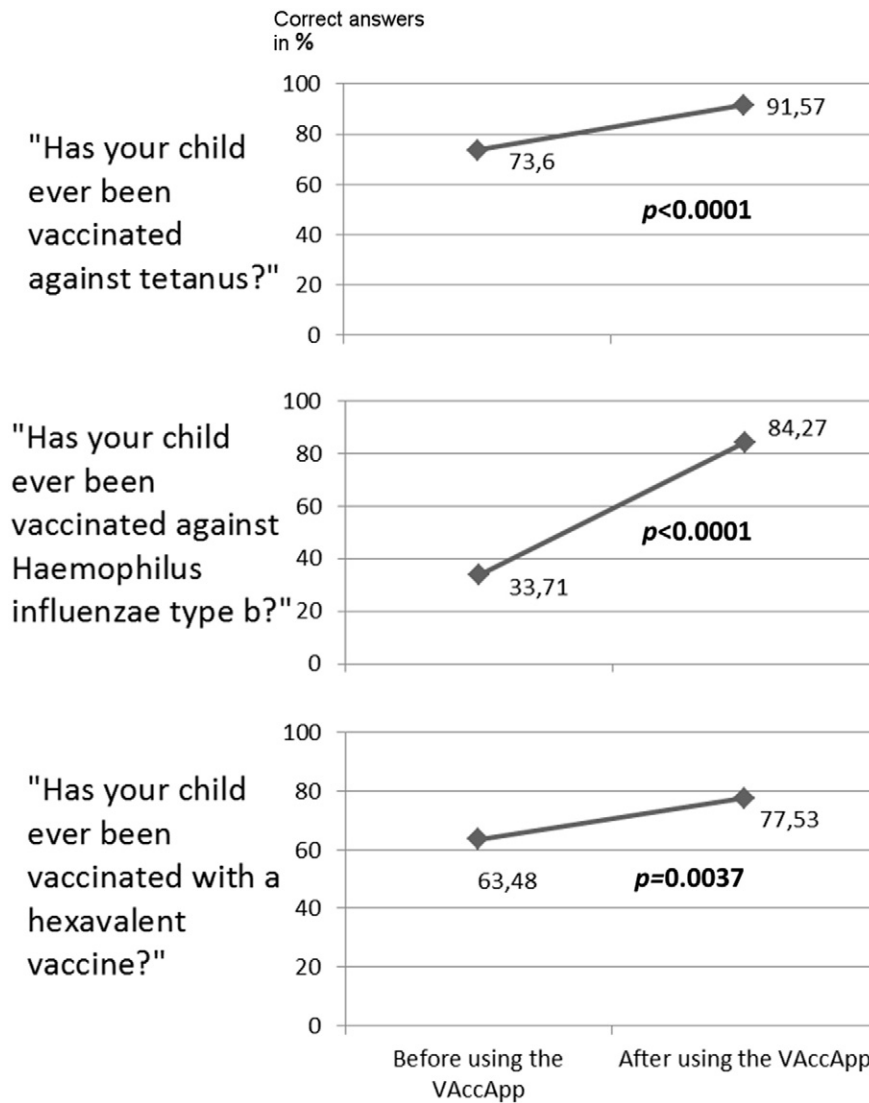 Correct answers
in %
"Has your child
ever been
vaccinated
against tetanus?"
100
80
60
40
20
0
73,6
91,57
p<0.0001
"Has your child
ever been
vaccinated against
Haemophilus
influenzae type b?"
100
80
60
40
20
0
33,71
84,27
p<0.0001
"Has your child
ever been
vaccinated with a
hexavalent
vaccine?"
100
80
60
40
20
0
63,48
77,53
p=0.0037
Before using the
VAccApp
After using the VAccApp